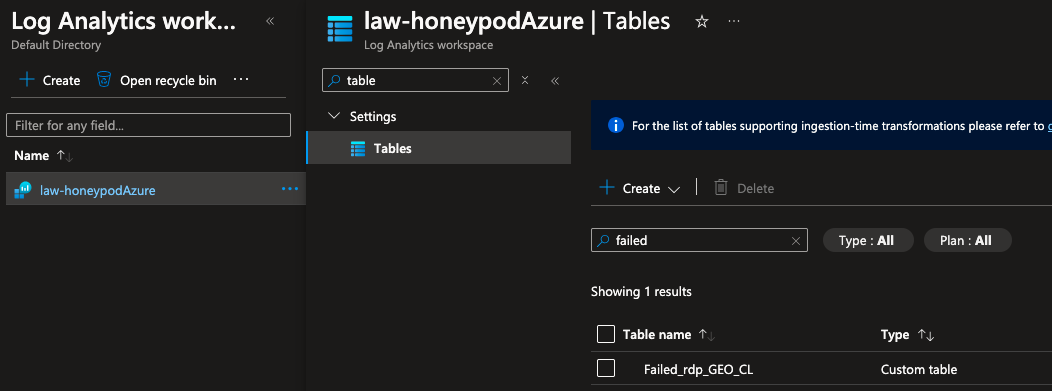 Log Analytics work... «
Default Directory
+ Create Open recycle bin ...
Filter for any field...
Name ↑↓
law-honeypodAzure ...
law-honeypodAzure | Tables ☆ ...
Log Analytics workspace
table × «
Settings
Tables
For the list of tables supporting ingestion-time transformations please refer to
+ Create Delete
failed × Type : All Plan : All
Showing 1 results
Table name ↑↓ Type ↑↓
Failed_rdp_GEO_CL Custom table